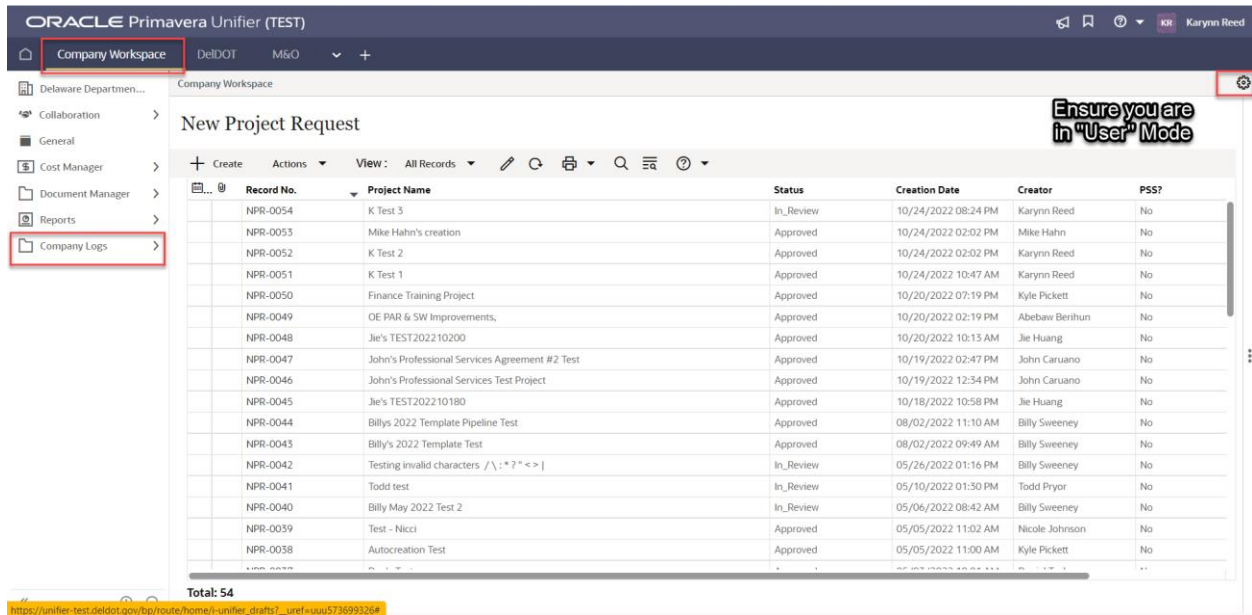 ORACLE Primavera Unifier (TEST)
KR Karynn Reed
Company Workspace DelDOT M&O
Delaware Departmen...
Collaboration
General
Cost Manager
Document Manager
Reports
Company Logs
Company Workspace
Ensure you are
in "User" Mode
New Project Request
Create Actions View : All Records
... Record No. Project Name Status Creation Date Creator PSS?
NPR-0054 K Test 3 In_Review 10/24/2022 08:24 PM Karynn Reed No
NPR-0053 Mike Hahn's creation Approved 10/24/2022 02:02 PM Mike Hahn No
NPR-0052 K Test 2 Approved 10/24/2022 02:02 PM Karynn Reed No
NPR-0051 K Test 1 Approved 10/24/2022 10:47 AM Karynn Reed No
NPR-0050 Finance Training Project Approved 10/20/2022 07:19 PM Kyle Pickett No
NPR-0049 OE PAR & SW Improvements, Approved 10/20/2022 02:19 PM Abebaw Berihun No
NPR-0048 Jie's TEST202210200 Approved 10/20/2022 10:13 AM Jie Huang No
NPR-0047 John's Professional Services Agreement #2 Test Approved 10/19/2022 02:47 PM John Caruano No
NPR-0046 John's Professional Services Test Project Approved 10/19/2022 12:34 PM John Caruano No
NPR-0045 Jie's TEST202210180 Approved 10/18/2022 10:58 PM Jie Huang No
NPR-0044 Billys 2022 Template Pipeline Test Approved 08/02/2022 11:10 AM Billy Sweeney No
NPR-0043 Billy's 2022 Template Test Approved 08/02/2022 09:49 AM Billy Sweeney No
NPR-0042 Testing invalid characters / \ : * ? " < > | In_Review 05/26/2022 01:16 PM Billy Sweeney No
NPR-0041 Todd test In_Review 05/10/2022 01:30 PM Todd Pryor No
NPR-0040 Billy May 2022 Test 2 In_Review 05/06/2022 08:42 AM Billy Sweeney No
NPR-0039 Test - Nicci Approved 05/05/2022 11:02 AM Nicole Johnson No
NPR-0038 Autocreation Test Approved 05/05/2022 11:00 AM Kyle Pickett No
Total: 54
https://unifier-test.deldot.gov/bp/route/home/i-unifier_drafts?__uref=uuu573699326#